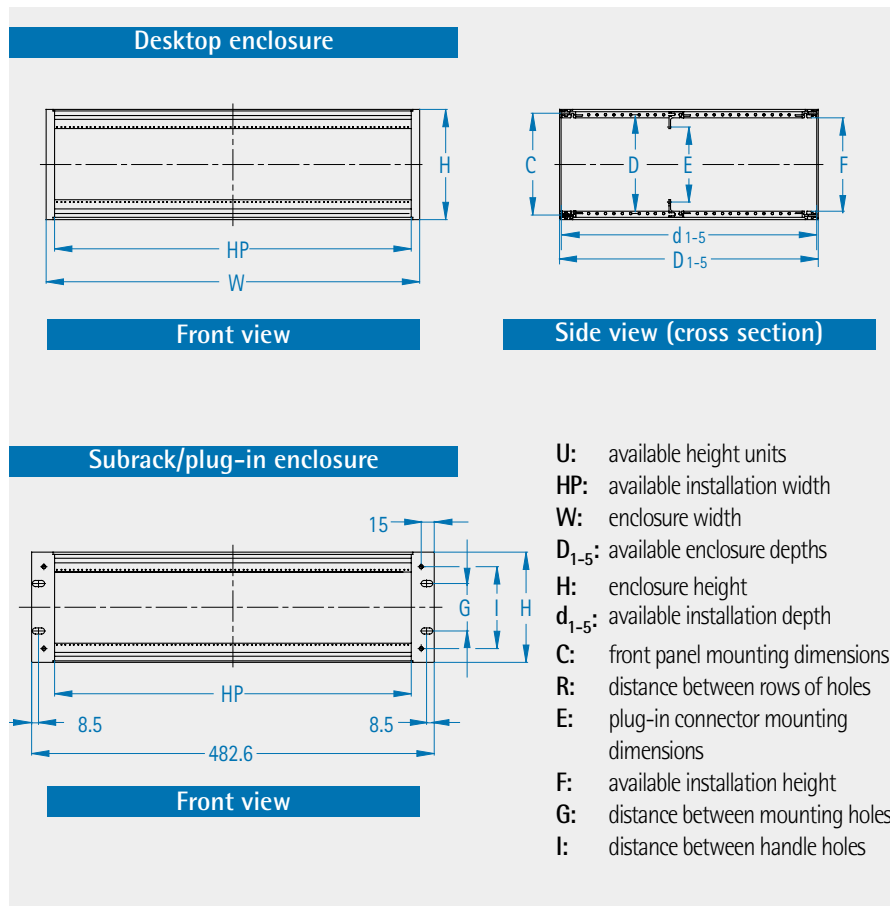 Desktop enclosure
H
HP
W
Front view
C
D
E
F
d1-5
D1-5
Side view (cross section)
Subrack/plug-in enclosure
15
G
I
H
HP
8.5
8.5
482.6
Front view
U: available height units
HP: available installation width
W: enclosure width
D1-5: available enclosure depths
H: enclosure height
d1-5: available installation depth
C: front panel mounting dimensions
R: distance between rows of holes
E: plug-in connector mounting
dimensions
F: available installation height
G: distance between mounting holes
I: distance between handle holes